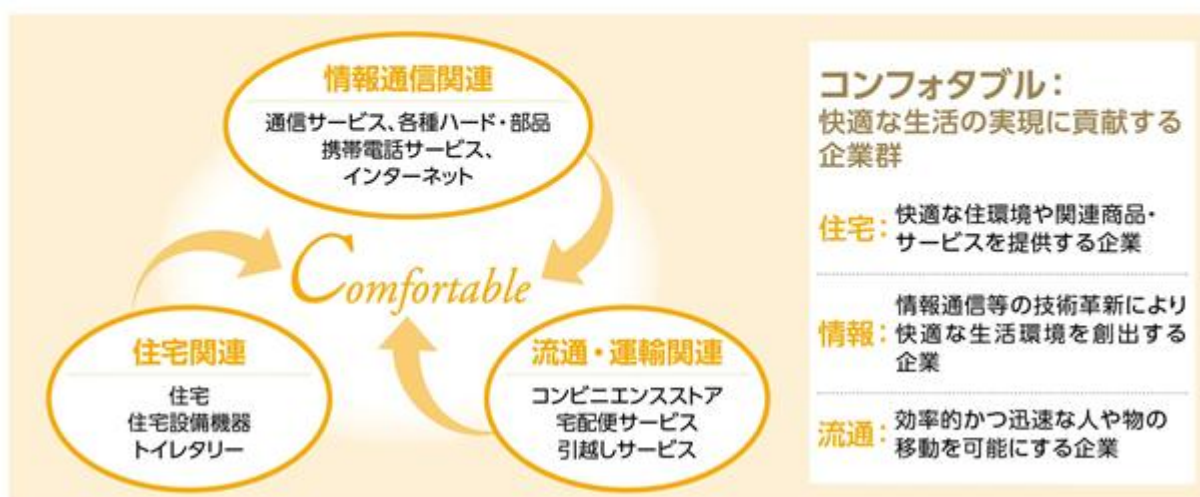 情報通信関連
通信サービス、各種ハード・部品
携帯電話サービス、
インターネット
Comfortable
住宅関連
住宅
住宅設備機器
トイレタリー
流通・運輸関連
コンビニエンスストア
宅配便サービス
引越しサービス
コンフォタブル：
快適な生活の実現に貢献する
企業群
住宅：快適な住環境や関連商品・
サービスを提供する企業
情報通信等の技術革新により
情報：快適な生活環境を創出する
企業
流通：効率的かつ迅速な人や物の
移動を可能にする企業